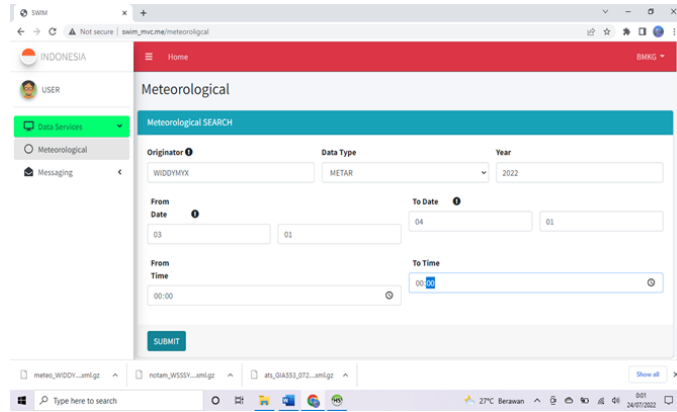 SWIM
Not secure | swim_mvc.me/meteoroligcal
INDONESIA
Home
BMKG
USER
Meteorological
Data Services
Meteorological
Messaging
Meteorological SEARCH
Originator
Data Type
Year
WIDDYMYX
METAR
2022
From
Date
To Date
03
01
04
01
From
Time
To Time
00:00
00:00
SUBMIT
meteo_WIDDY....xml.gz
notam_WSSSY....xml.gz
ats_GIA553_072....xml.gz
Show all
Type here to search
27°C Berawan
0:01
24/07/2022